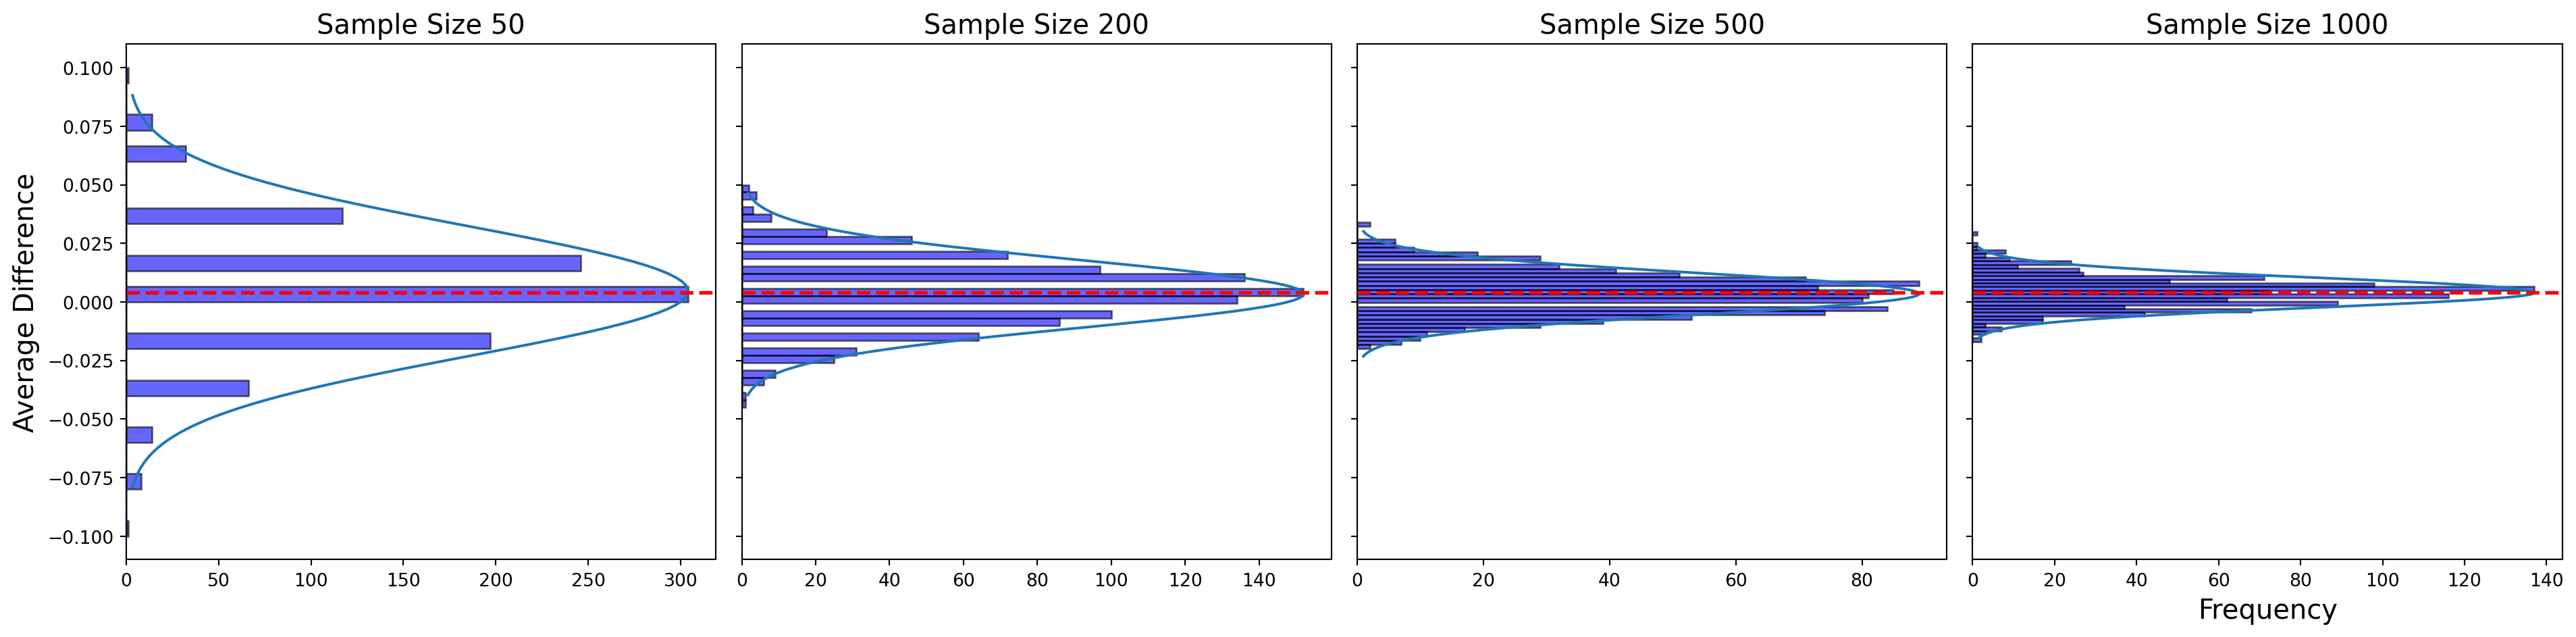 Sample Size 50
Sample Size 200
Sample Size 500
Sample Size 1000
Average Difference
0.100
0.075
0.050
0.025
0.000
−0.025
−0.050
−0.075
−0.100
0 50 100 150 200 250 300
0 20 40 60 80 100 120 140
0 20 40 60 80
0 20 40 60 80 100 120 140
Frequency